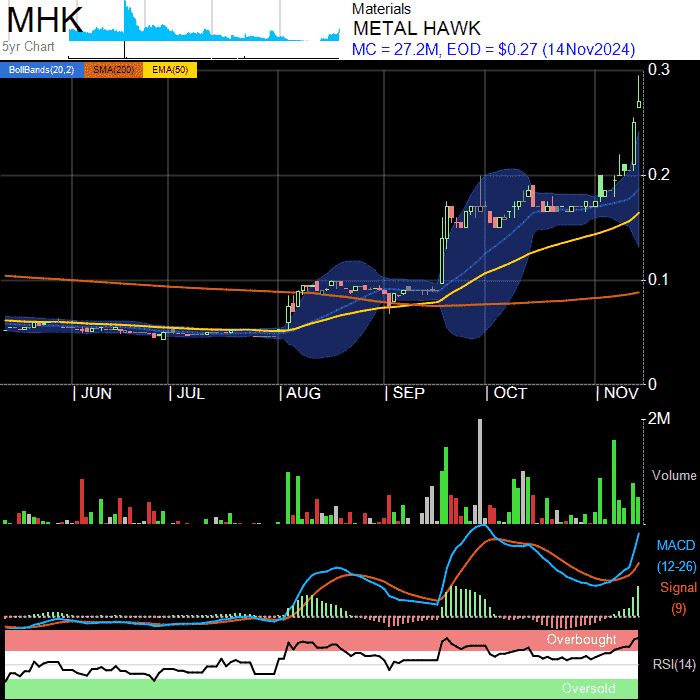 MHK
5yr Chart
Materials
METAL HAWK
MC = 27.2M, EOD = $0.27 (14Nov2024)
BollBands(20,2) SMA(200) EMA(50)
0.3
0.2
0.1
0
JUN JUL AUG SEP OCT NOV
2M
Volume
MACD
(12-26)
Signal
(9)
Overbought
RSI(14)
Oversold